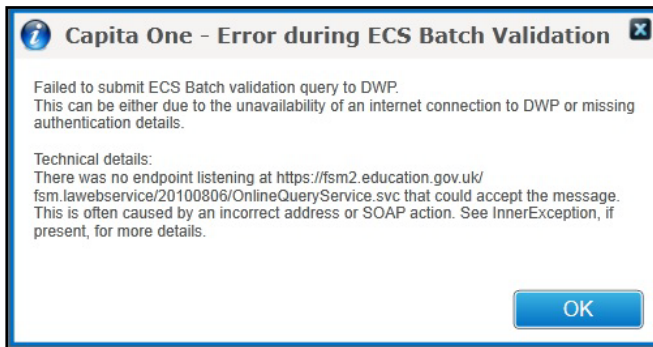 Capita One - Error during ECS Batch Validation
Failed to submit ECS Batch validation query to DWP.
This can be either due to the unavailability of an internet connection to DWP or missing
authentication details.
Technical details:
There was no endpoint listening at https://fsm2.education.gov.uk/
fsm.lawebservice/20100806/OnlineQueryService.svc that could accept the message.
This is often caused by an incorrect address or SOAP action. See InnerException, if
present, for more details.
OK